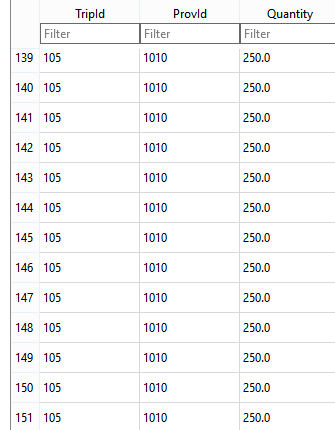 TripId ProvId Quantity
Filter Filter Filter
139 105 1010 250.0
140 105 1010 250.0
141 105 1010 250.0
142 105 1010 250.0
143 105 1010 250.0
144 105 1010 250.0
145 105 1010 250.0
146 105 1010 250.0
147 105 1010 250.0
148 105 1010 250.0
149 105 1010 250.0
150 105 1010 250.0
151 105 1010 250.0